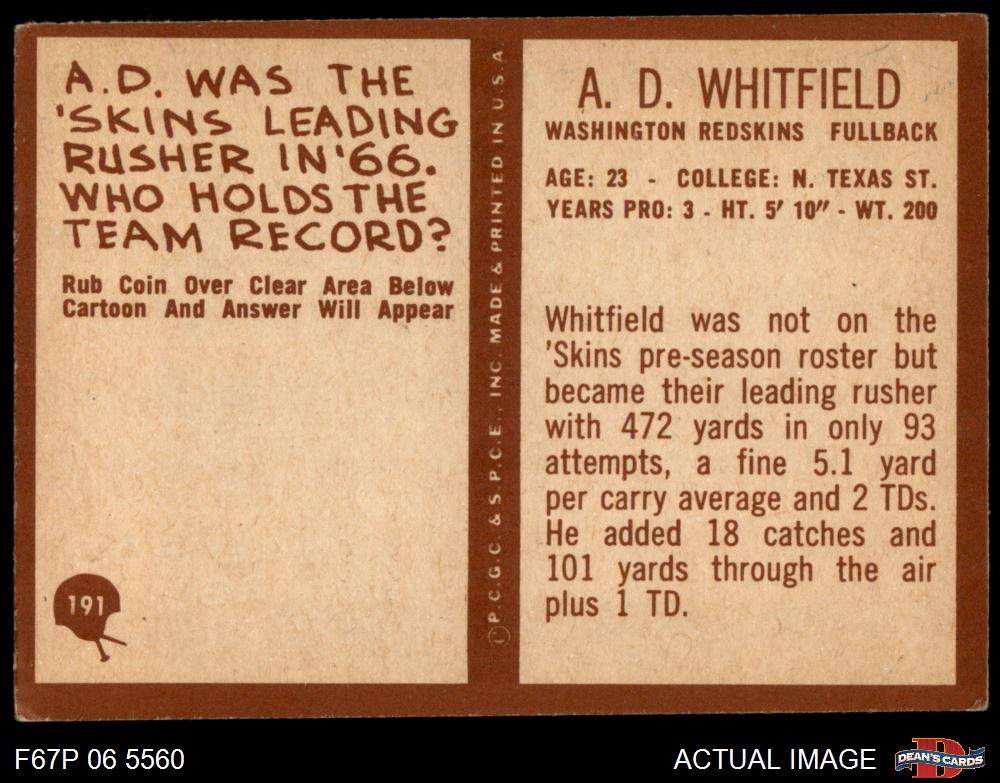 A.D. WAS THE
'SKINS LEADING
RUSHER IN '66.
WHO HOLDS THE
TEAM RECORD?
Rub Coin Over Clear Area Below
Cartoon And Answer Will Appear
191
©P.C.G.C. & S.P.C.E., INC. MADE & PRINTED IN U.S.A.
A. D. WHITFIELD
WASHINGTON REDSKINS FULLBACK
AGE: 23 - COLLEGE: N. TEXAS ST.
YEARS PRO: 3 - HT. 5' 10" - WT. 200
Whitfield was not on the
'Skins pre-season roster but
became their leading rusher
with 472 yards in only 93
attempts, a fine 5.1 yard
per carry average and 2 TDs.
He added 18 catches and
101 yards through the air
plus 1 TD.
F67P 06 5560
ACTUAL IMAGE
D
DEAN'S CARDS